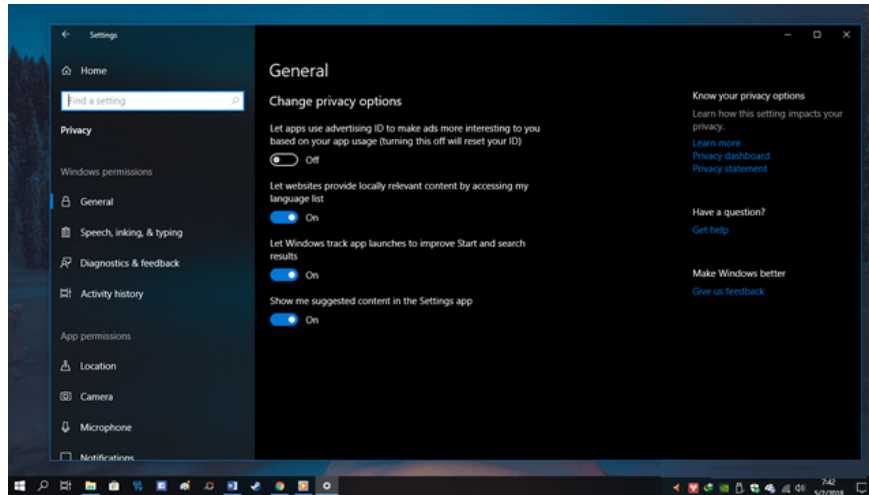 Settings
Home
Find a setting
Privacy
Windows permissions
General
Speech, inking, & typing
Diagnostics & feedback
Activity history
App permissions
Location
Camera
Microphone
Notifications
General
Change privacy options
Let apps use advertising ID to make ads more interesting to you
based on your app usage (turning this off will reset your ID)
Off
Let websites provide locally relevant content by accessing my
language list
On
Let Windows track app launches to improve Start and search
results
On
Show me suggested content in the Settings app
On
Know your privacy options
Learn how this setting impacts your
privacy.
Learn more
Privacy dashboard
Privacy statement
Have a question?
Get help
Make Windows better
Give us feedback
7:42
5/2/2018